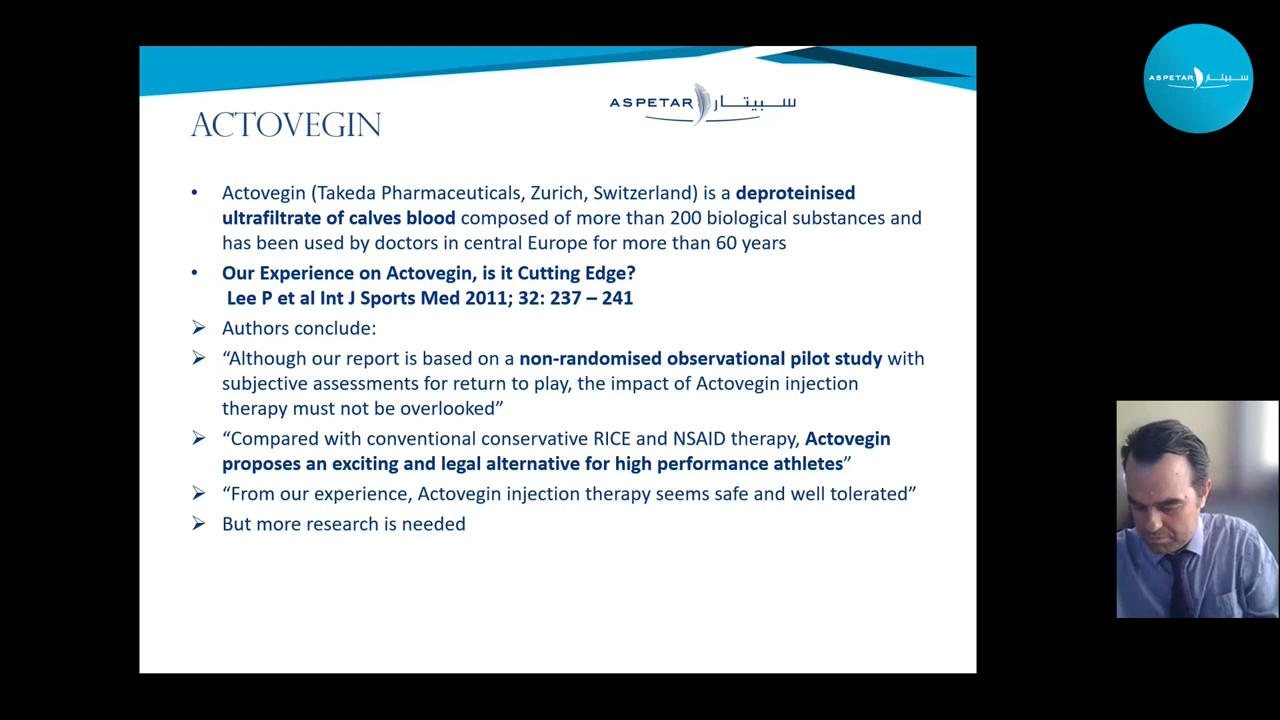 ASPETAR سبيتار
ASPETAR سبيتار
ACTOVEGIN
• Actovegin (Takeda Pharmaceuticals, Zurich, Switzerland) is a deproteinised
ultrafiltrate of calves blood composed of more than 200 biological substances and
has been used by doctors in central Europe for more than 60 years
• Our Experience on Actovegin, is it Cutting Edge?
Lee P et al Int J Sports Med 2011; 32: 237 – 241
➢ Authors conclude:
➢ “Although our report is based on a non-randomised observational pilot study with
subjective assessments for return to play, the impact of Actovegin injection
therapy must not be overlooked”
➢ “Compared with conventional conservative RICE and NSAID therapy, Actovegin
proposes an exciting and legal alternative for high performance athletes”
➢ “From our experience, Actovegin injection therapy seems safe and well tolerated”
➢ But more research is needed